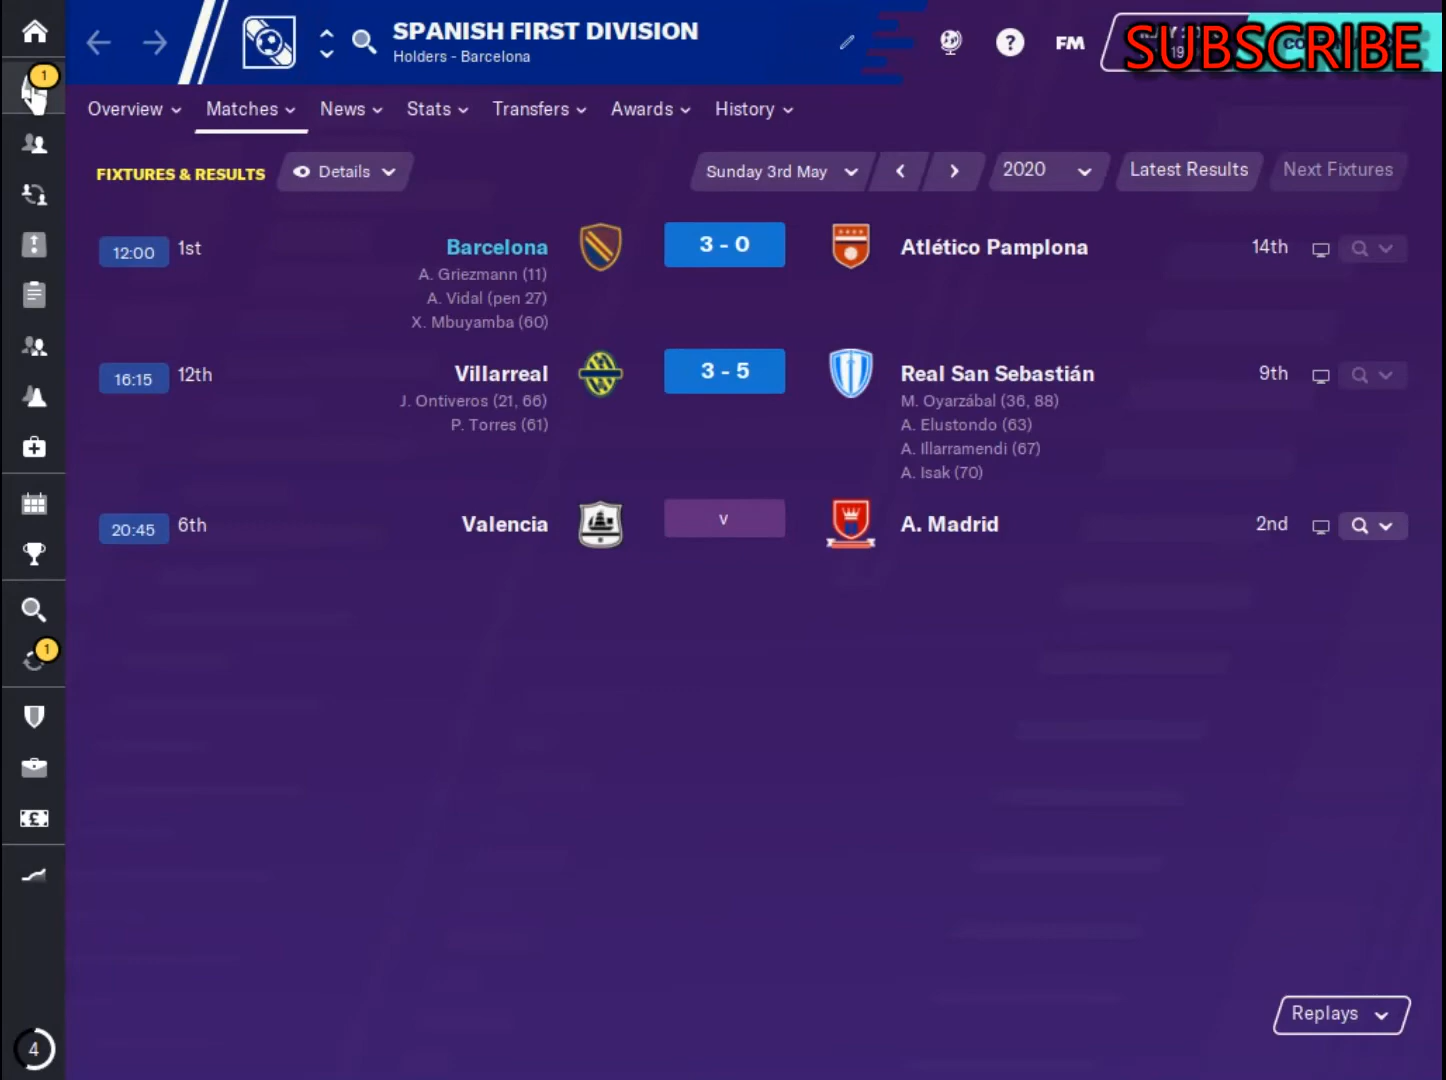 1
SPANISH FIRST DIVISION
Holders - Barcelona
?
FM
SUBSCRIBE
Overview Matches News Stats Transfers Awards History
FIXTURES & RESULTS Details Sunday 3rd May 2020 Latest Results Next Fixtures
12:00 1st Barcelona 3 - 0 Atlético Pamplona 14th
A. Griezmann (11)
A. Vidal (pen 27)
X. Mbuyamba (60)
16:15 12th Villarreal 3 - 5 Real San Sebastián 9th
J. Ontiveros (21, 66) M. Oyarzábal (36, 88)
P. Torres (61) A. Elustondo (63)
A. Illarramendi (67)
A. Isak (70)
20:45 6th Valencia v A. Madrid 2nd
1
£
Replays
4